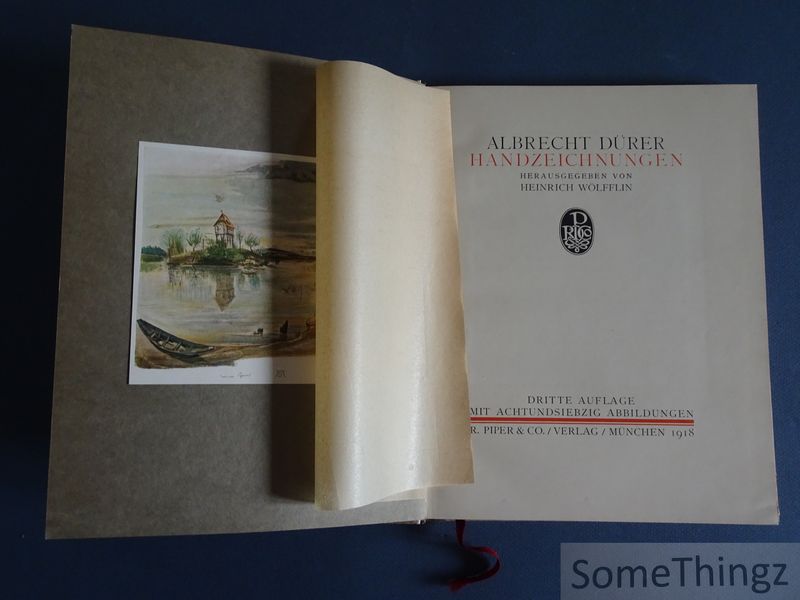 ALBRECHT DÜRER
HANDZEICHNUNGEN
HERAUSGEGEBEN VON
HEINRICH WÖLFFLIN
DRITTE AUFLAGE
MIT ACHTUNDSIEBZIG ABBILDUNGEN
R. PIPER & CO. / VERLAG / MÜNCHEN 1918
SomeThingz